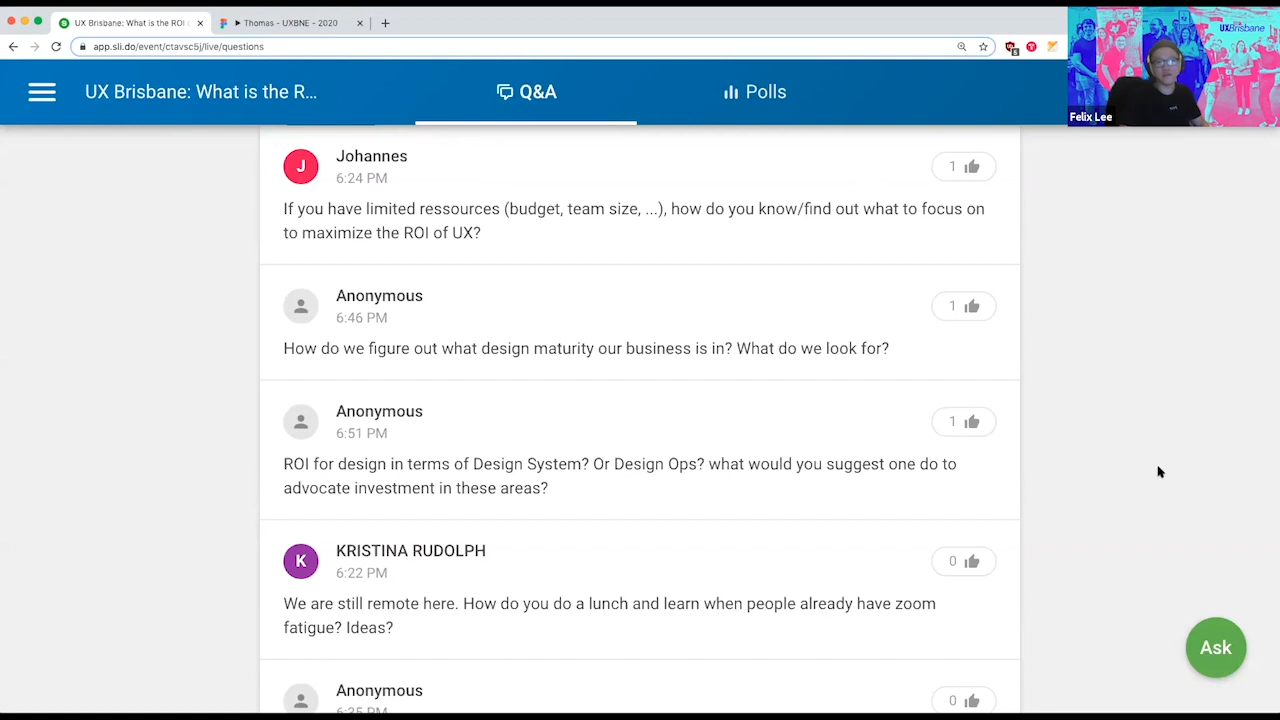 UX Brisbane: What is the ROI
Thomas - UXBNE - 2020
app.sli.do/event/ctavsc5j/live/questions
UXBrisbane
Felix Lee
UX Brisbane: What is the R...
Q&A
Polls
J
Johannes
6:24 PM
1
If you have limited ressources (budget, team size, ...), how do you know/find out what to focus on
to maximize the ROI of UX?
Anonymous
6:46 PM
1
How do we figure out what design maturity our business is in? What do we look for?
Anonymous
6:51 PM
1
ROI for design in terms of Design System? Or Design Ops? what would you suggest one do to
advocate investment in these areas?
K
KRISTINA RUDOLPH
6:22 PM
0
We are still remote here. How do you do a lunch and learn when people already have zoom
fatigue? Ideas?
Anonymous
6:35 PM
0
Ask